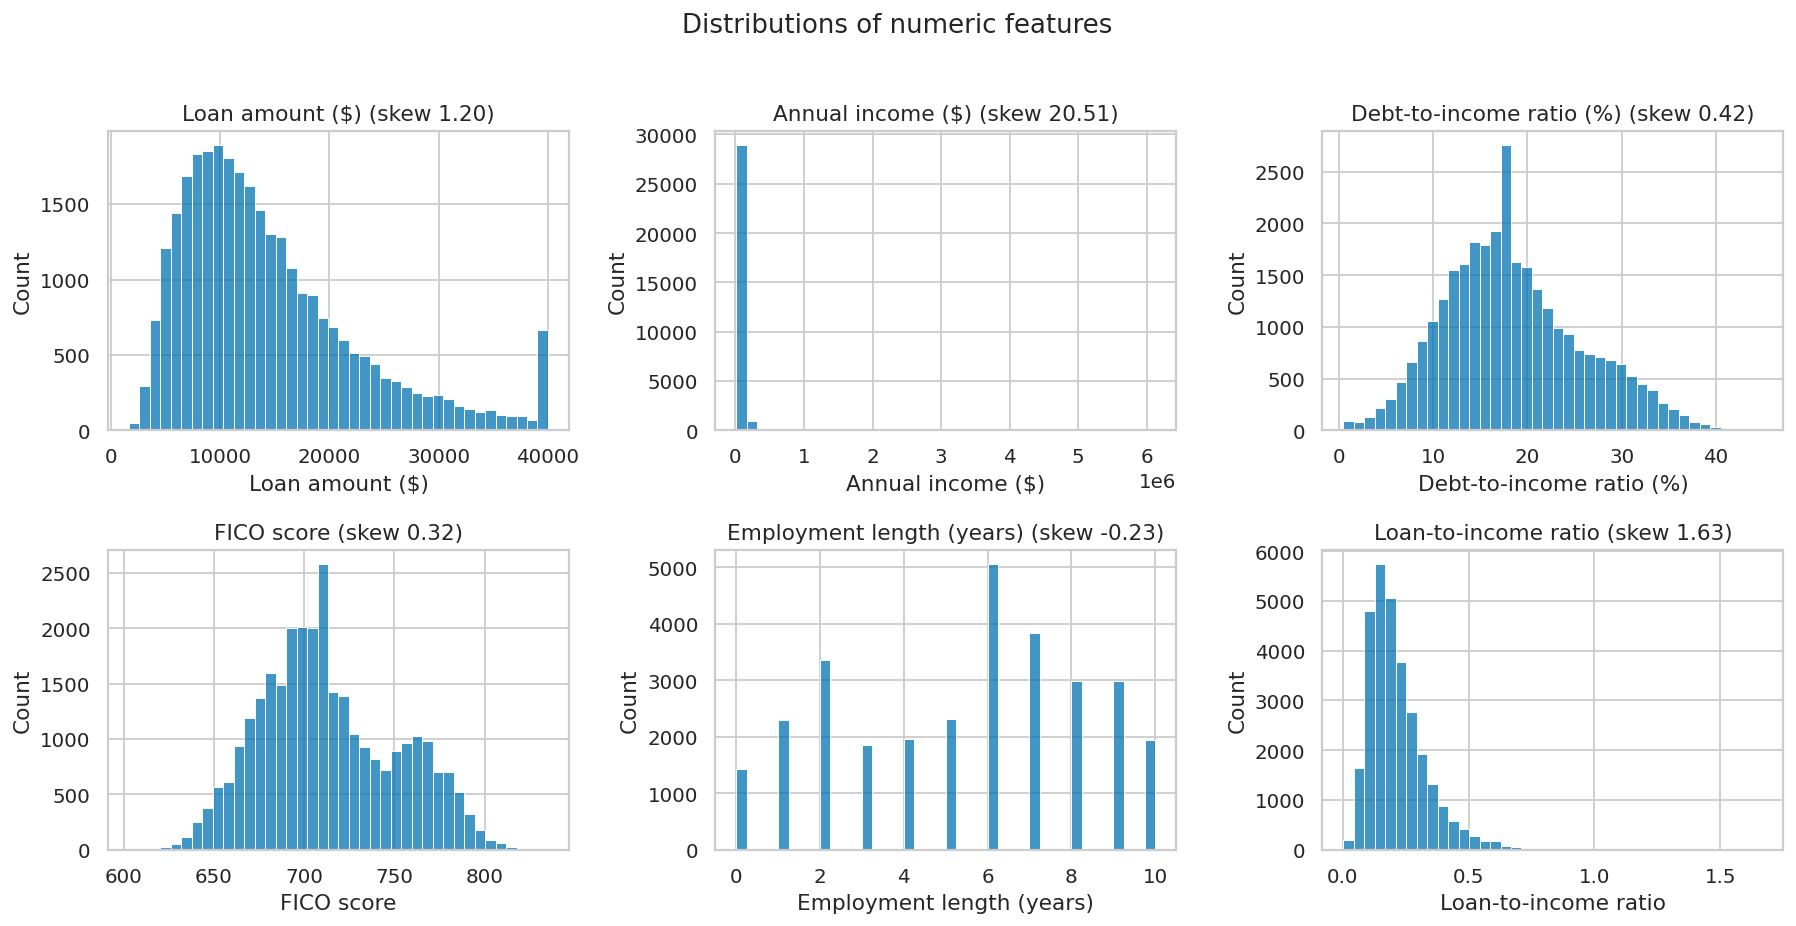 Distributions of numeric features
Loan amount ($) (skew 1.20)
Count
1500
1000
500
0
0 10000 20000 30000 40000
Loan amount ($)
Annual income ($) (skew 20.51)
Count
30000
25000
20000
15000
10000
5000
0
0 1 2 3 4 5 6
1e6
Annual income ($)
Debt-to-income ratio (%) (skew 0.42)
Count
2500
2000
1500
1000
500
0
0 10 20 30 40
Debt-to-income ratio (%)
FICO score (skew 0.32)
Count
2500
2000
1500
1000
500
0
600 650 700 750 800
FICO score
Employment length (years) (skew -0.23)
Count
5000
4000
3000
2000
1000
0
0 2 4 6 8 10
Employment length (years)
Loan-to-income ratio (skew 1.63)
Count
6000
5000
4000
3000
2000
1000
0
0.0 0.5 1.0 1.5
Loan-to-income ratio